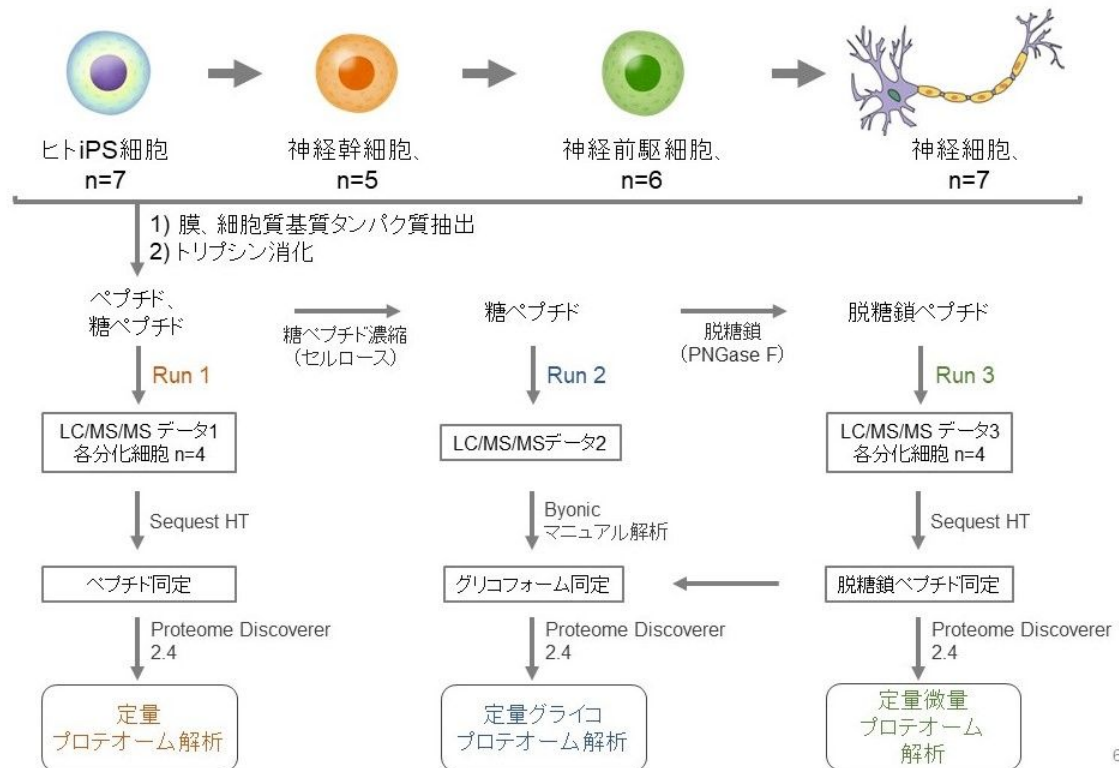 ヒトiPS細胞
n=7
神経幹細胞、
n=5
神経前駆細胞、
n=6
神経細胞、
n=7
1) 膜、細胞質基質タンパク質抽出
2) トリプシン消化
ペプチド、
糖ペプチド
糖ペプチド濃縮
(セルロース)
糖ペプチド
脱糖鎖
(PNGase F)
脱糖鎖ペプチド
Run 1
Run 2
Run 3
LC/MS/MS データ1
各分化細胞 n=4
LC/MS/MSデータ2
LC/MS/MS データ3
各分化細胞 n=4
Sequest HT
Byonic
マニュアル解析
Sequest HT
ペプチド同定
グリコフォーム同定
脱糖鎖ペプチド同定
Proteome Discoverer
2.4
Proteome Discoverer
2.4
Proteome Discoverer
2.4
定量
プロテオーム解析
定量グライコ
プロテオーム解析
定量微量
プロテオーム
解析
6